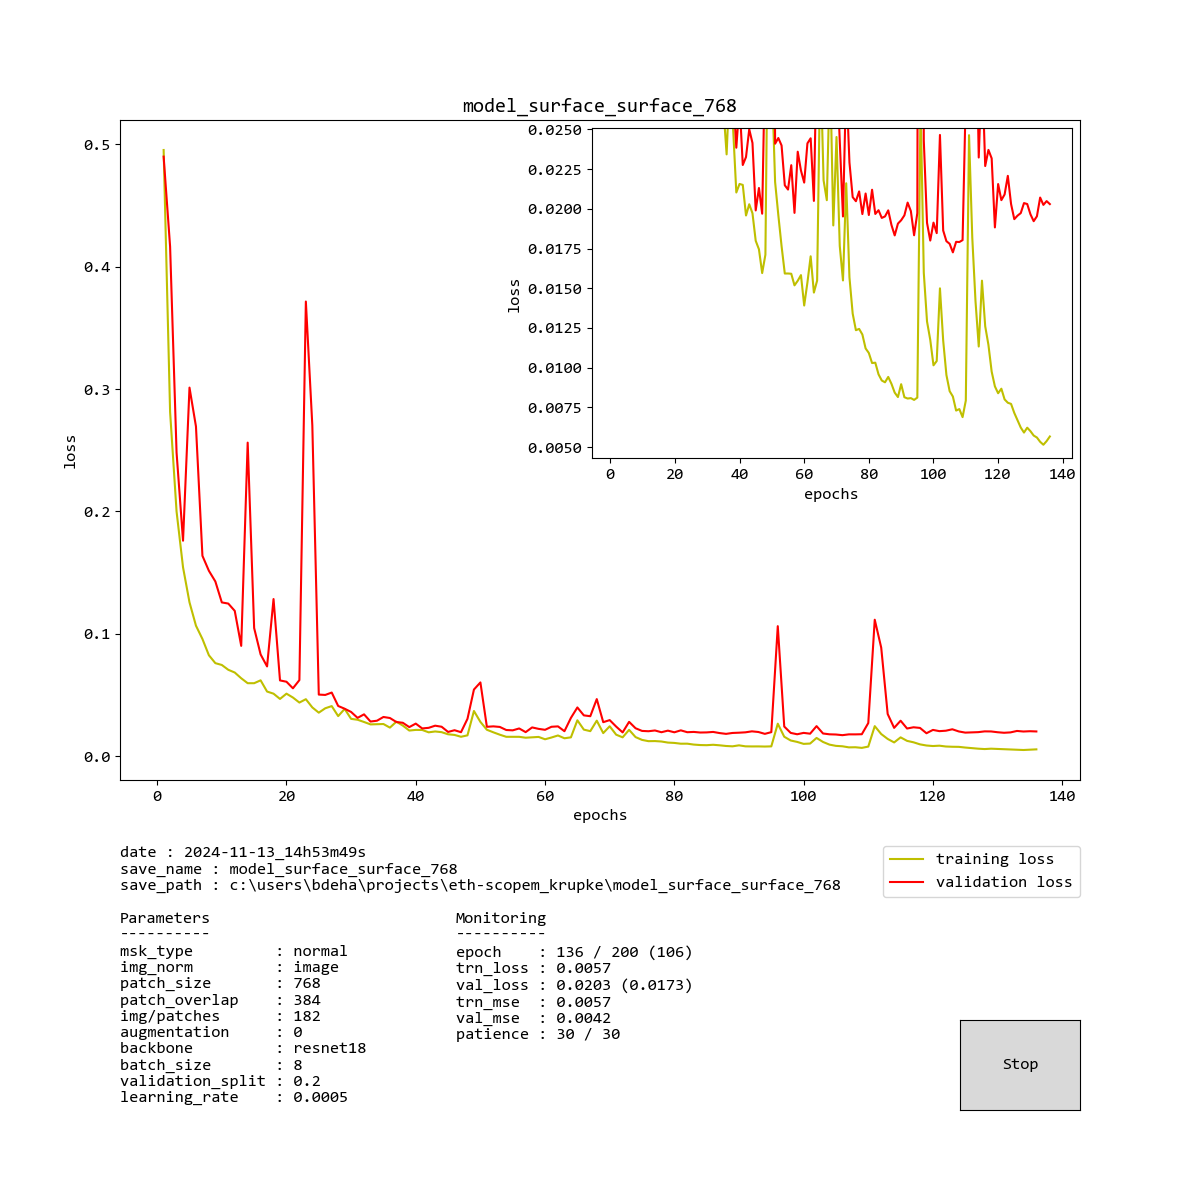 model_surface_surface_768
0.5
0.4
0.3
0.2
0.1
0.0
loss
0 20 40 60 80 100 120 140
epochs
0.0250
0.0225
0.0200
0.0175
0.0150
0.0125
0.0100
0.0075
0.0050
loss
0 20 40 60 80 100 120 140
epochs
date : 2024-11-13_14h53m49s
save_name : model_surface_surface_768
save_path : c:\users\bdeha\projects\eth-scopem_krupke\model_surface_surface_768
training loss
validation loss
Parameters
----------
msk_type : normal
img_norm : image
patch_size : 768
patch_overlap : 384
img/patches : 182
augmentation : 0
backbone : resnet18
batch_size : 8
validation_split : 0.2
learning_rate : 0.0005
Monitoring
----------
epoch : 136 / 200 (106)
trn_loss : 0.0057
val_loss : 0.0203 (0.0173)
trn_mse : 0.0057
val_mse : 0.0042
patience : 30 / 30
Stop